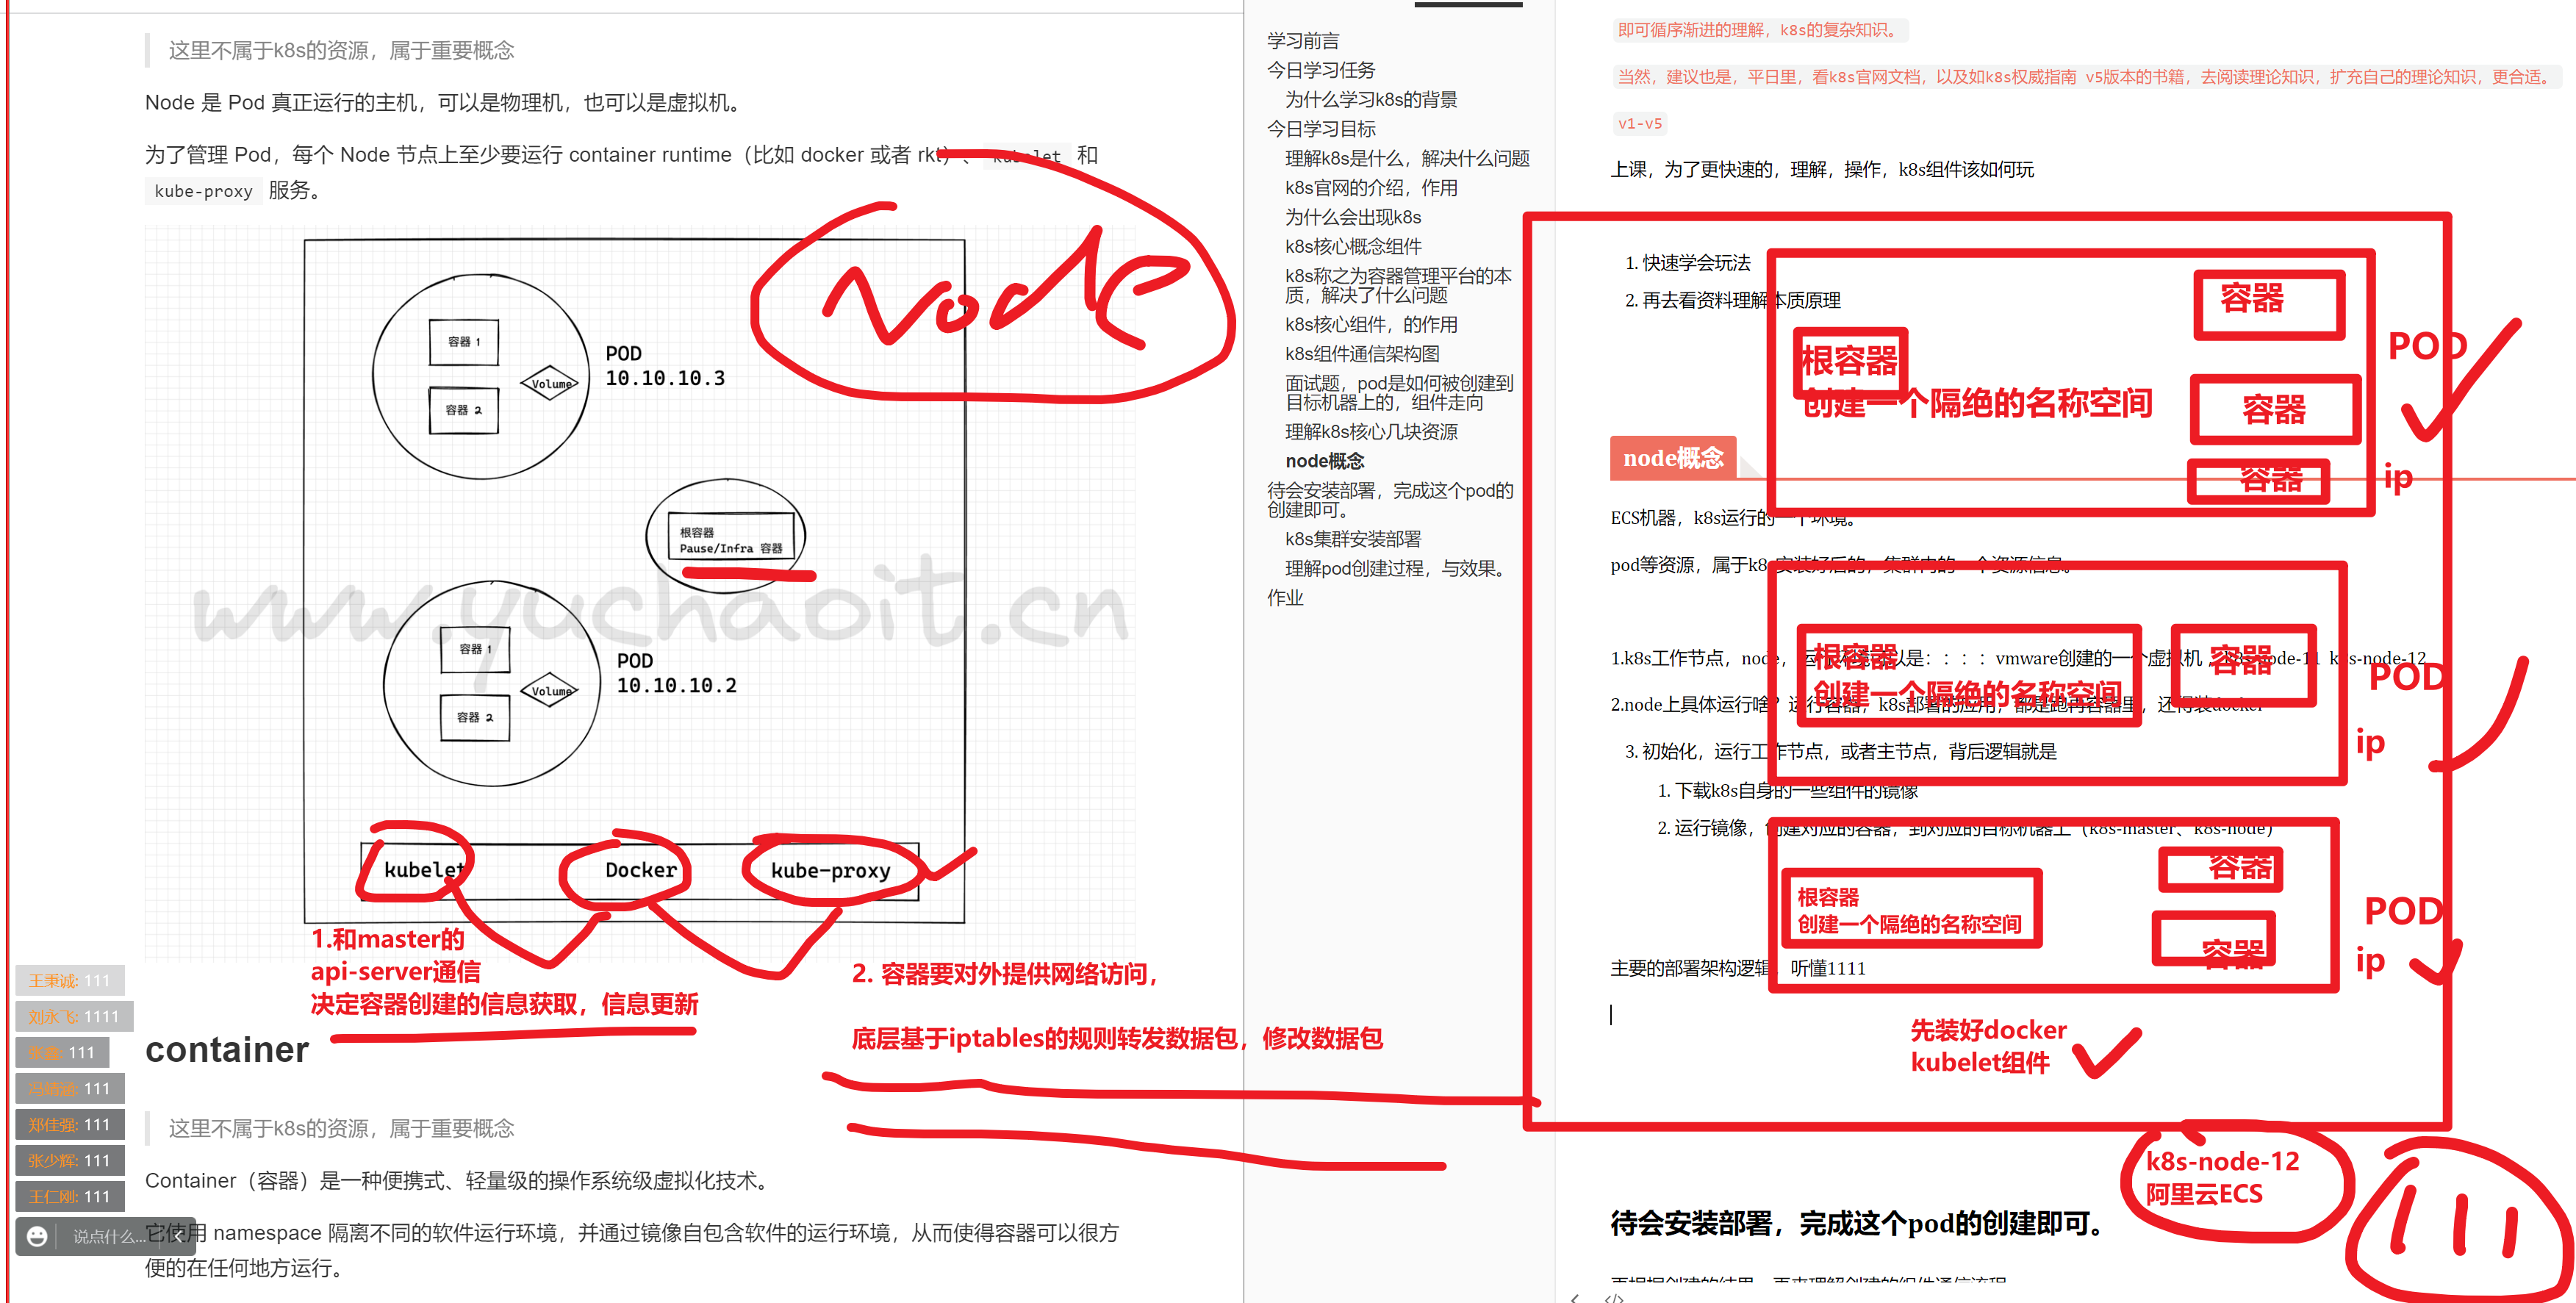 这里不属于k8s的资源，属于重要概念
Node 是 Pod 真正运行的主机，可以是物理机，也可以是虚拟机。
为了管理 Pod，每个 Node 节点上至少要运行 container runtime（比如 docker 或者 rkt）、 kubelet 和
kube-proxy 服务。
Node
容器 1
容器 2
Volume
POD
10.10.10.3
根容器
Pause/Infra 容器
www.yuchaoit.cn
容器 1
容器 2
Volume
POD
10.10.10.2
kubelet
Docker
kube-proxy
1.和master的
api-server通信
决定容器创建的信息获取，信息更新
2. 容器要对外提供网络访问，
底层基于iptables的规则转发数据包，修改数据包
container
这里不属于k8s的资源，属于重要概念
Container（容器）是一种便携式、轻量级的操作系统级虚拟化技术。
它使用 namespace 隔离不同的软件运行环境，并通过镜像自包含软件的运行环境，从而使得容器可以很方
便的在任何地方运行。
王秉诚: 111
刘永飞: 1111
张鑫: 111
冯靖涵: 111
郑佳强: 111
张少辉: 111
王仁刚: 111
说点什么...
学习前言
今日学习任务
为什么学习k8s的背景
今日学习目标
理解k8s是什么，解决什么问题
k8s官网的介绍，作用
为什么会出现k8s
k8s核心概念组件
k8s称之为容器管理平台的本
质，解决了什么问题
k8s核心组件，的作用
k8s组件通信架构图
面试题，pod是如何被创建到
目标机器上的，组件走向
理解k8s核心几块资源
node概念
待会安装部署，完成这个pod的
创建即可。
k8s集群安装部署
理解pod创建过程，与效果。
作业
即可循序渐进的理解，k8s的复杂知识。
当然，建议也是，平日里，看k8s官网文档，以及如k8s权威指南 v5版本的书籍，去阅读理论知识，扩充自己的理论知识，更合适。
v1-v5
上课，为了更快速的，理解，操作，k8s组件该如何玩
1. 快速学会玩法
2. 再去看资料理解本质原理
根容器
创建一个隔绝的名称空间
容器
容器
容器
POD
ip
node概念
ECS机器，k8s运行的一个环境。
pod等资源，属于k8s安装好后的，集群内的一个资源信息。
1.k8s工作节点，node，运行环境可以是：：：：vmware创建的一个虚拟机，k8s-node-11 k8s-node-12
2.node上具体运行啥？运行容器，k8s部署的应用，都是跑再容器里，还得装docker
根容器
创建一个隔绝的名称空间
容器
POD
ip
3. 初始化，运行工作节点，或者主节点，背后逻辑就是
1. 下载k8s自身的一些组件的镜像
2. 运行镜像，创建对应的容器，到对应的目标机器上（k8s-master、k8s-node）
根容器
创建一个隔绝的名称空间
容器
容器
POD
ip
主要的部署架构逻辑，听懂1111
先装好docker
kubelet组件
k8s-node-12
阿里云ECS
111
待会安装部署，完成这个pod的创建即可。